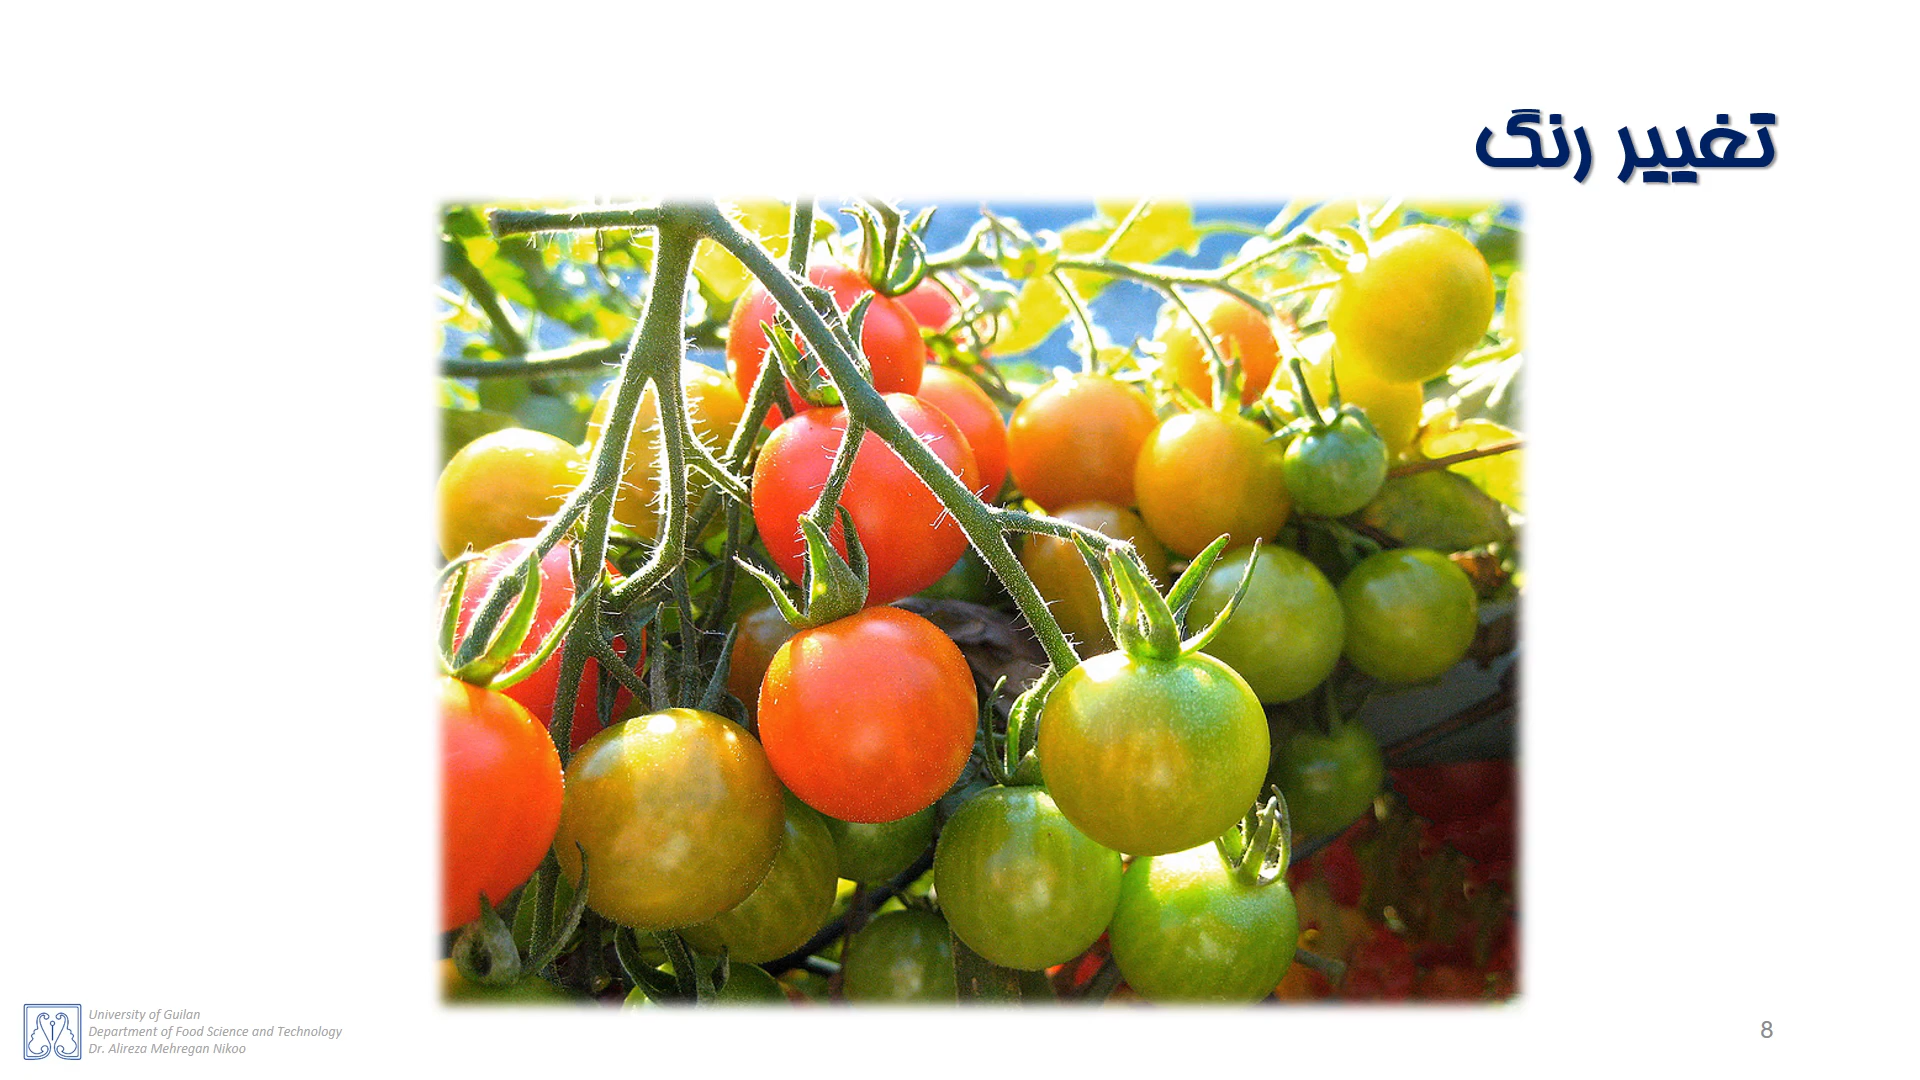 تغییر رنگ
University of Guilan
Department of Food Science and Technology
Dr. Alireza Mehregan Nikoo
8